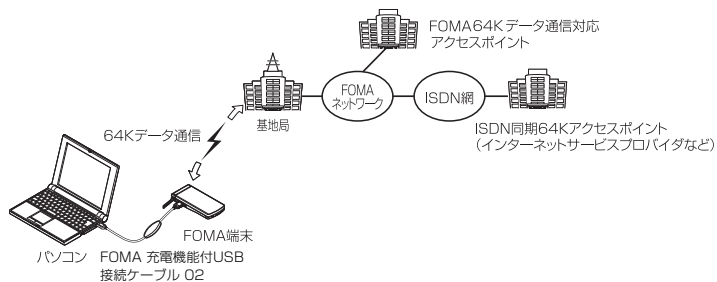 FOMA64Kデータ通信対応
アクセスポイント
FOMA
ネットワーク
ISDN網
基地局
ISDN同期64Kアクセスポイント
(インターネットサービスプロバイダなど)
64Kデータ通信
FOMA端末
パソコン
FOMA 充電機能付USB
接続ケーブル 02